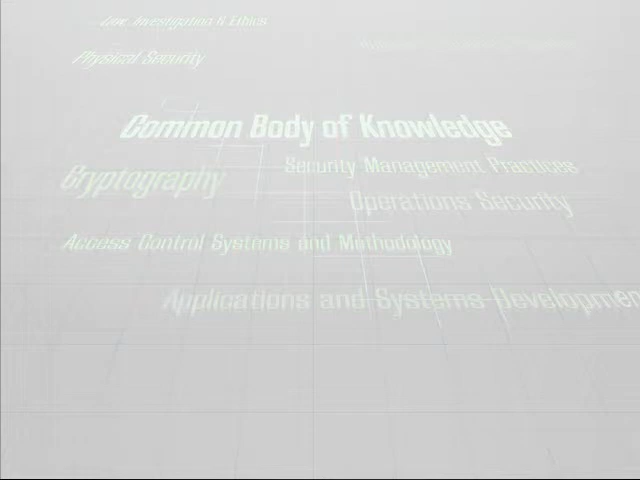 Law, Investigation & Ethics
Physical Security
Common Body of Knowledge
Security Management Practices
Cryptography
Operations Security
Access Control Systems and Methodology
Applications and Systems Developmen